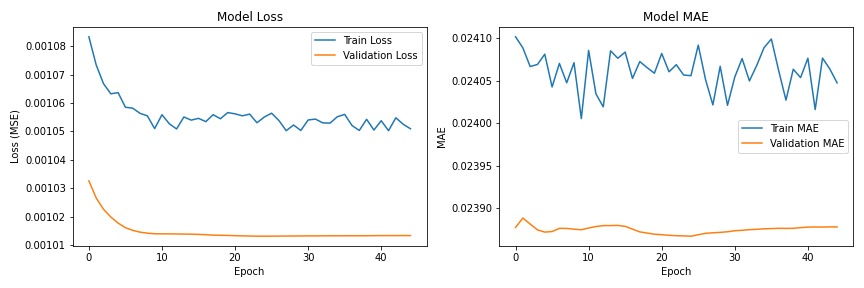 Model Loss
Loss (MSE)
0.00108
0.00107
0.00106
0.00105
0.00104
0.00103
0.00102
0.00101
0
10
20
30
40
Epoch
Train Loss
Validation Loss
Model MAE
MAE
0.02410
0.02405
0.02400
0.02395
0.02390
0
10
20
30
40
Epoch
Train MAE
Validation MAE